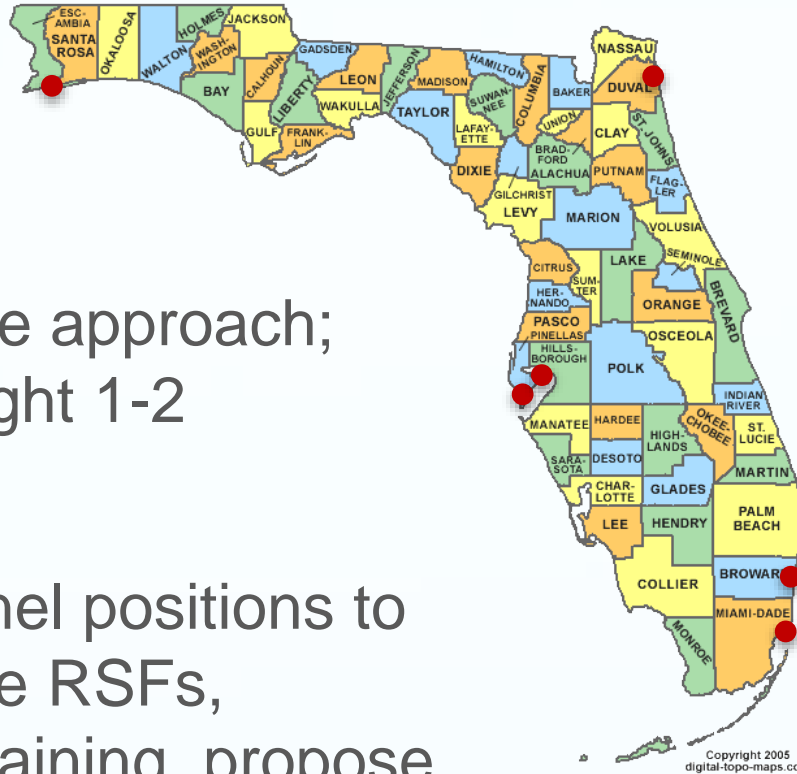 ESC-
AMBIA
SANTA
ROSA
OKALOOSA
WALTON
HOLMES
WASH-
INGTON
JACKSON
BAY
CALHOUN
GULF
LIBERTY
GADSDEN
LEON
WAKULLA
FRANK-
LIN
JEFFERSON
MADISON
TAYLOR
HAMILTON
SUWAN-
NEE
LAFAY-
ETTE
DIXIE
COLUMBIA
BAKER
UNION
BRAD-
FORD
ALACHUA
GILCHRIST
LEVY
NASSAU
DUVAL
CLAY
ST. JOHNS
PUTNAM
FLAG-
LER
MARION
VOLUSIA
CITRUS
SUM-
TER
LAKE
SEMINOLE
HER-
NANDO
ORANGE
BREVARD
PASCO
PINELLAS
HILLS-
BOROUGH
POLK
OSCEOLA
INDIAN
RIVER
MANATEE
HARDEE
HIGH-
LANDS
OKEE-
CHOBEE
ST.
LUCIE
SARA-
SOTA
DESOTO
MARTIN
CHAR-
LOTTE
GLADES
PALM
BEACH
LEE
HENDRY
COLLIER
BROWAR
MIAMI-DADE
MONROE
e approach;
ght 1-2
nel positions to
e RSFs,
aining, propose
Copyright 2005
digital-topo-maps.co